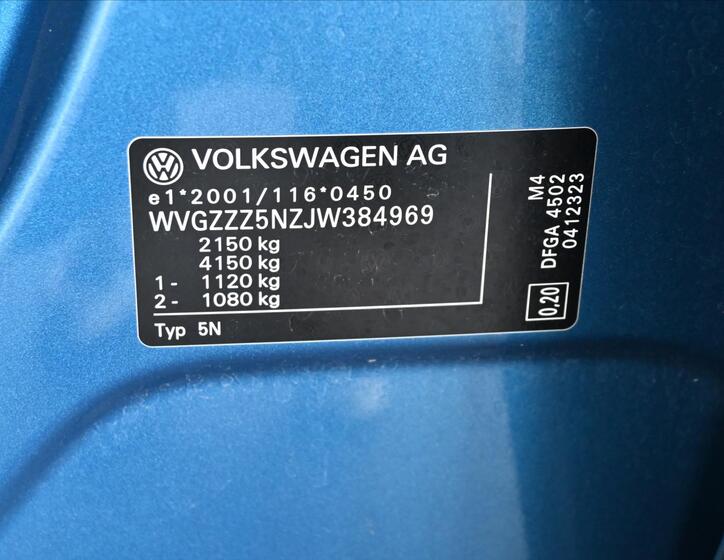 VOLKSWAGEN AG
e1*2001/116*0450
WVGZZZ5NZJW384969
2150 kg
4150 kg
1- 1120 kg
2- 1080 kg
Typ 5N
M4
DFGA 4502
0412323
0,20